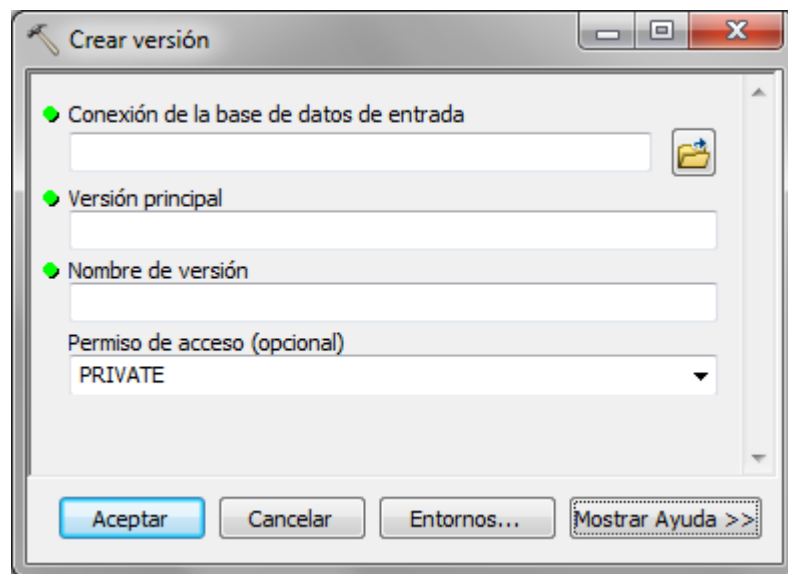 Crear versión
Conexión de la base de datos de entrada
Versión principal
Nombre de versión
Permiso de acceso (opcional)
PRIVATE
Aceptar Cancelar Entornos... Mostrar Ayuda >>